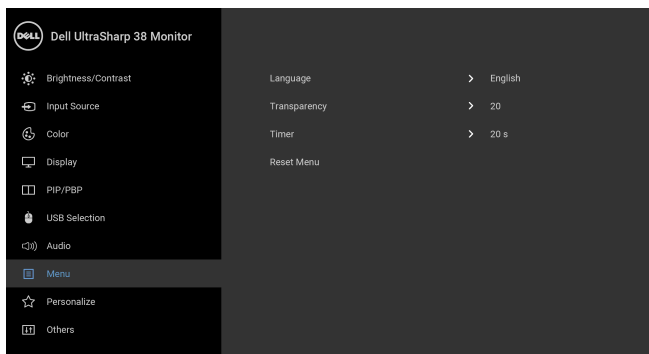 DELL Dell UltraSharp 38 Monitor
Brightness/Contrast
Input Source
Color
Display
PIP/PBP
USB Selection
Audio
Menu
Personalize
Others
Language > English
Transparency > 20
Timer > 20 s
Reset Menu